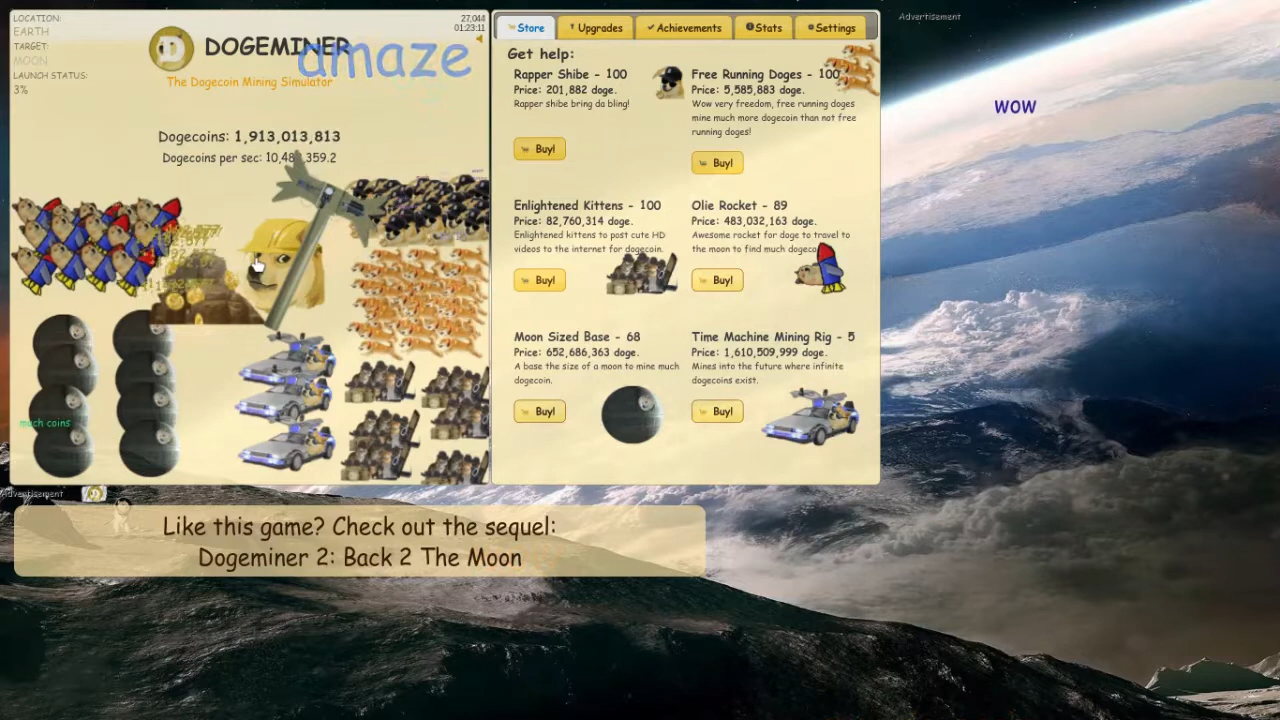 LOCATION:
EARTH
TARGET:
MOON
LAUNCH STATUS:
3%
27,044
01:23:11
DOGEMINER
amaze
The Dogecoin Mining Simulator
Dogecoins: 1,913,013,813
Dogecoins per sec: 10,48 359.2
much coins
Store
Upgrades
Achievements
Stats
Settings
Get help:
Rapper Shibe - 100
Price: 201,882 doge.
Rapper shibe bring da bling!
Buy!
Free Running Doges - 100
Price: 5,585,883 doge.
Wow very freedom, free running doges
mine much more dogecoin than not free
running doges!
Buy!
Enlightened Kittens - 100
Price: 82,760,314 doge.
Enlightened kittens to post cute HD
videos to the internet for dogecoin.
Buy!
Olie Rocket - 89
Price: 483,032,163 doge.
Awesome rocket for doge to travel to
the moon to find much dogeco
Buy!
Moon Sized Base - 68
Price: 652,686,363 doge.
A base the size of a moon to mine much
dogecoin.
Buy!
Time Machine Mining Rig - 5
Price: 1,610,509,999 doge.
Mines into the future where infinite
dogecoins exist.
Buy!
Advertisement
WOW
Advertisement
Like this game? Check out the sequel:
Dogeminer 2: Back 2 The Moon